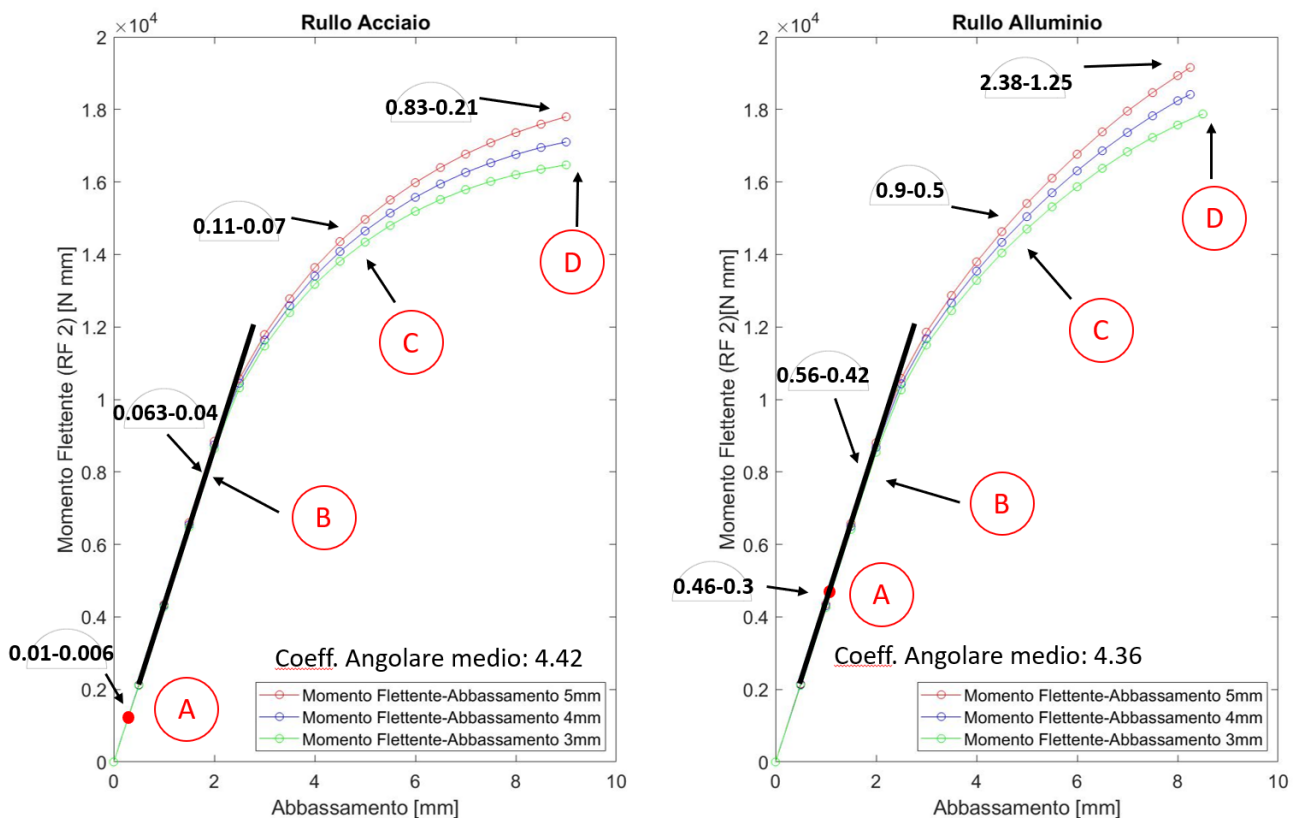 Rullo Acciaio
×10⁴
2
1.8
1.6
1.4
1.2
1
0.8
0.6
0.4
0.2
0
Momento Flettente (RF 2) [N mm]
0.83-0.21
0.11-0.07
D
C
0.063-0.04
B
0.01-0.006
A
Coeff. Angolare medio: 4.42
Momento Flettente-Abbassamento 5mm
Momento Flettente-Abbassamento 4mm
Momento Flettente-Abbassamento 3mm
0 2 4 6 8 10
Abbassamento [mm]
Rullo Alluminio
×10⁴
2
1.8
1.6
1.4
1.2
1
0.8
0.6
0.4
0.2
0
Momento Flettente (RF 2)[N mm]
2.38-1.25
0.9-0.5
D
C
0.56-0.42
B
0.46-0.3
A
Coeff. Angolare medio: 4.36
Momento Flettente-Abbassamento 5mm
Momento Flettente-Abbassamento 4mm
Momento Flettente-Abbassamento 3mm
0 2 4 6 8 10
Abbassamento [mm]